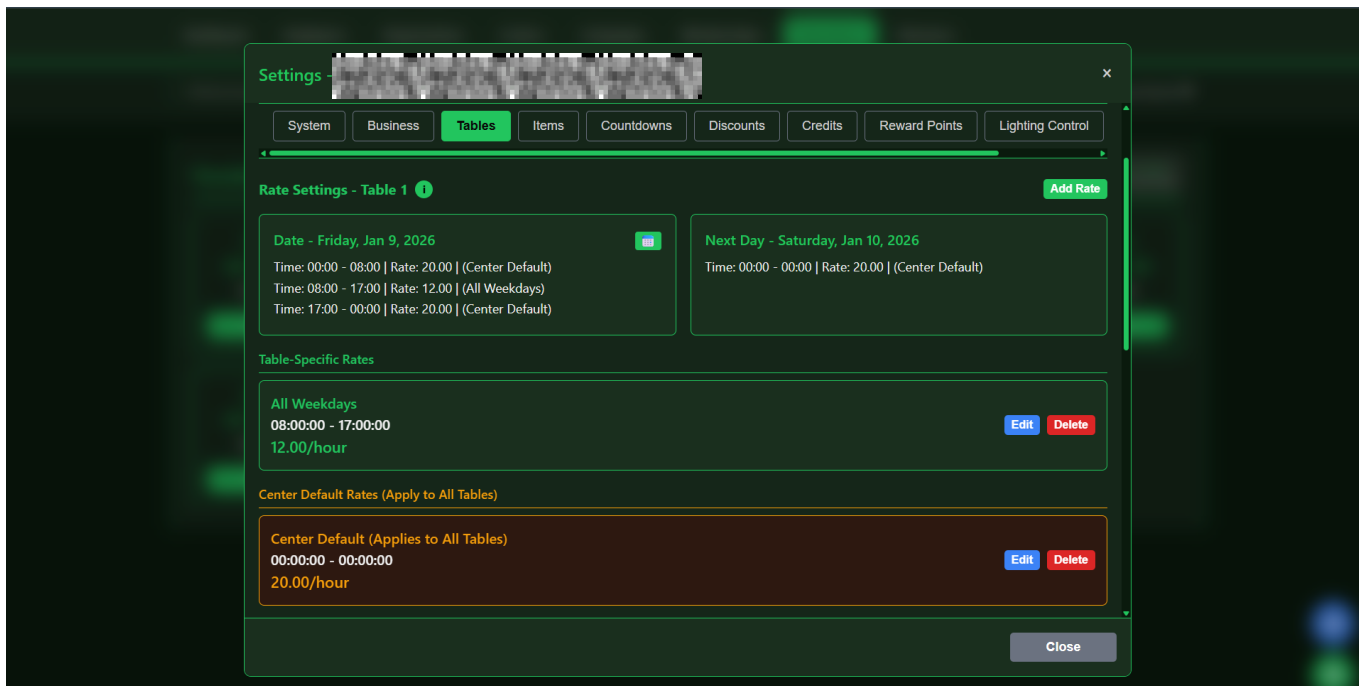 Settings -
×
System Business Tables Items Countdowns Discounts Credits Reward Points Lighting Control
Rate Settings - Table 1 i
Add Rate
Date - Friday, Jan 9, 2026
Time: 00:00 - 08:00 | Rate: 20.00 | (Center Default)
Time: 08:00 - 17:00 | Rate: 12.00 | (All Weekdays)
Time: 17:00 - 00:00 | Rate: 20.00 | (Center Default)
Next Day - Saturday, Jan 10, 2026
Time: 00:00 - 00:00 | Rate: 20.00 | (Center Default)
Table-Specific Rates
All Weekdays
08:00:00 - 17:00:00
12.00/hour
Edit Delete
Center Default Rates (Apply to All Tables)
Center Default (Applies to All Tables)
00:00:00 - 00:00:00
20.00/hour
Edit Delete
Close